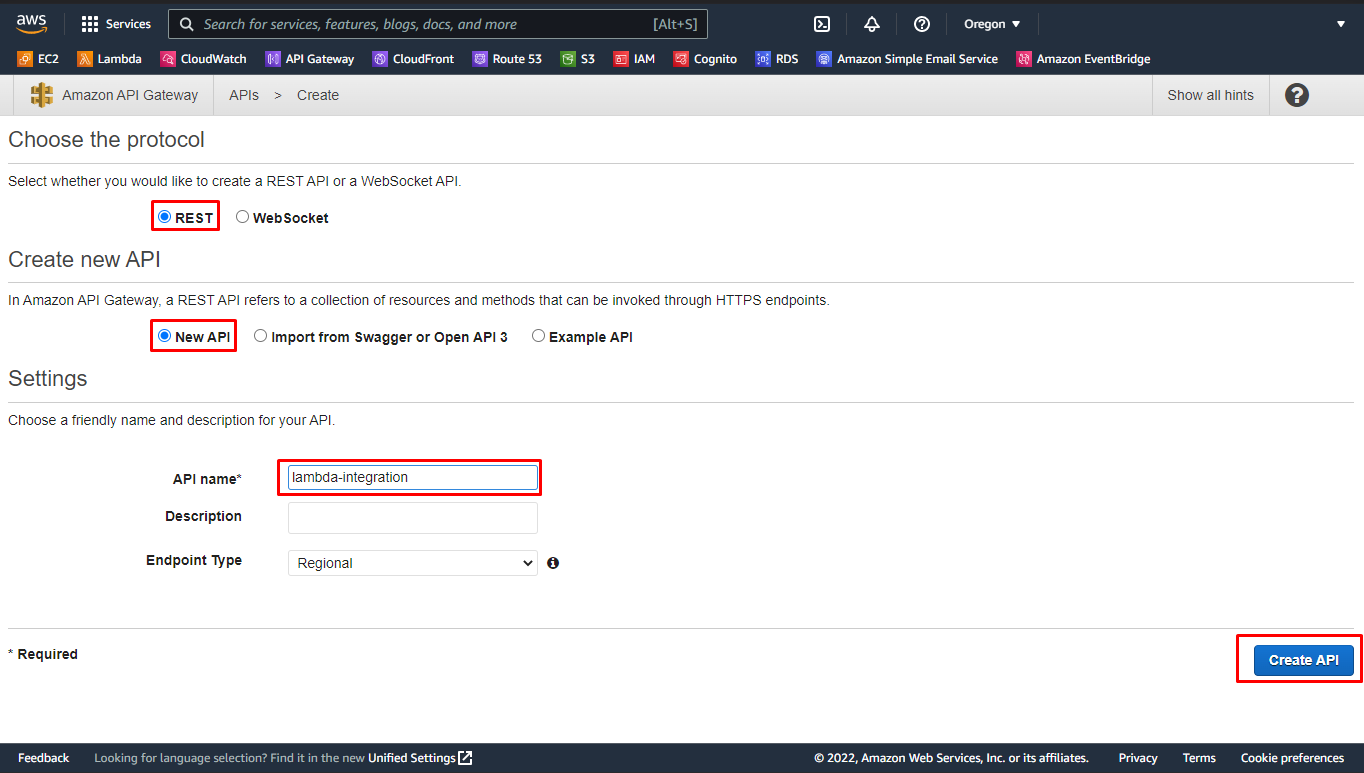 aws Services Search for services, features, blogs, docs, and more [Alt+S] Oregon
EC2 Lambda CloudWatch API Gateway CloudFront Route 53 S3 IAM Cognito RDS Amazon Simple Email Service Amazon EventBridge
Amazon API Gateway APIs > Create Show all hints ?
Choose the protocol
Select whether you would like to create a REST API or a WebSocket API.
REST WebSocket
Create new API
In Amazon API Gateway, a REST API refers to a collection of resources and methods that can be invoked through HTTPS endpoints.
New API Import from Swagger or Open API 3 Example API
Settings
Choose a friendly name and description for your API.
API name* lambda-integration
Description
Endpoint Type Regional
* Required Create API
Feedback Looking for language selection? Find it in the new Unified Settings © 2022, Amazon Web Services, Inc. or its affiliates. Privacy Terms Cookie preferences